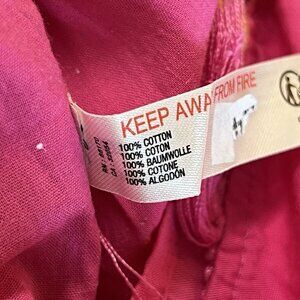 KEEP AWAY FROM FIRE
100% COTTON
100% COTON
100% BAUMWOLLE
100% COTONE
100% ALGODÓN